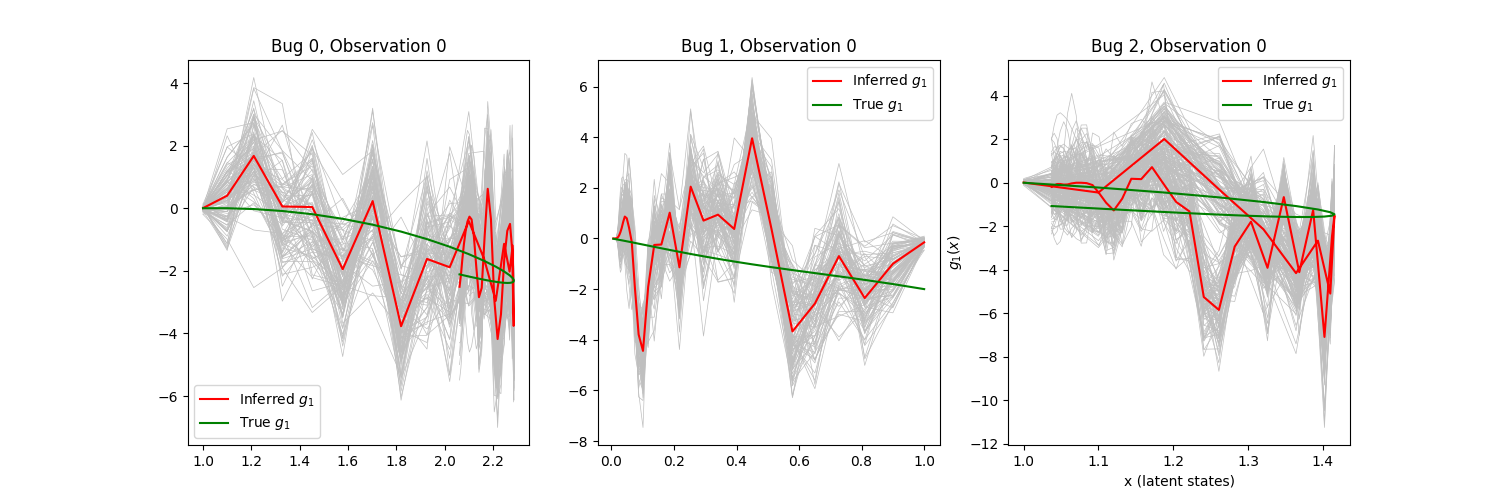 Bug 0, Observation 0
4
2
0
−2
−4
−6
1.0 1.2 1.4 1.6 1.8 2.0 2.2
Inferred g₁
True g₁
Bug 1, Observation 0
6
4
2
0
−2
−4
−6
−8
0.0 0.2 0.4 0.6 0.8 1.0
Inferred g₁
True g₁
Bug 2, Observation 0
g₁(x)
4
2
0
−2
−4
−6
−8
−10
−12
1.0 1.1 1.2 1.3 1.4
x (latent states)
Inferred g₁
True g₁